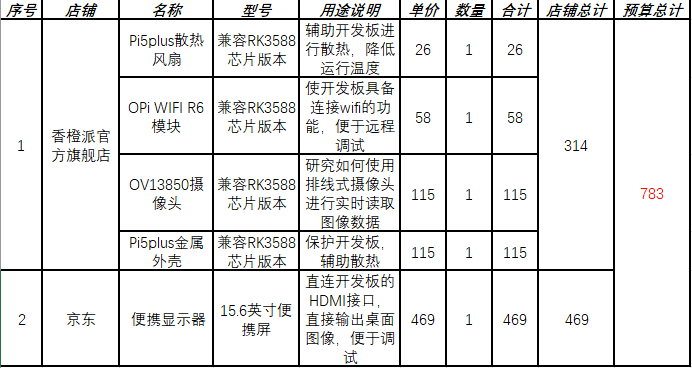 序号 店铺 名称 型号 用途说明 单价 数量 合计 店铺总计 预算总计
1
香橙派官
方旗舰店
Pi5plus散热
风扇
兼容RK3588
芯片版本
辅助开发板进
行散热，降低
运行温度
26 1 26
OPi WIFI R6
模块
兼容RK3588
芯片版本
使开发板具备
连接wifi的功
能，便于远程
调试
58 1 58
OV13850摄
像头
兼容RK3588
芯片版本
研究如何使用
排线式摄像头
进行实时读取
图像数据
115 1 115
Pi5plus金属
外壳
兼容RK3588
芯片版本
保护开发板，
辅助散热
115 1 115
314
783
2 京东 便携显示器
15.6英寸便
携屏
直连开发板的
HDMI接口，
直接输出桌面
图像，便于调
试
469 1 469 469